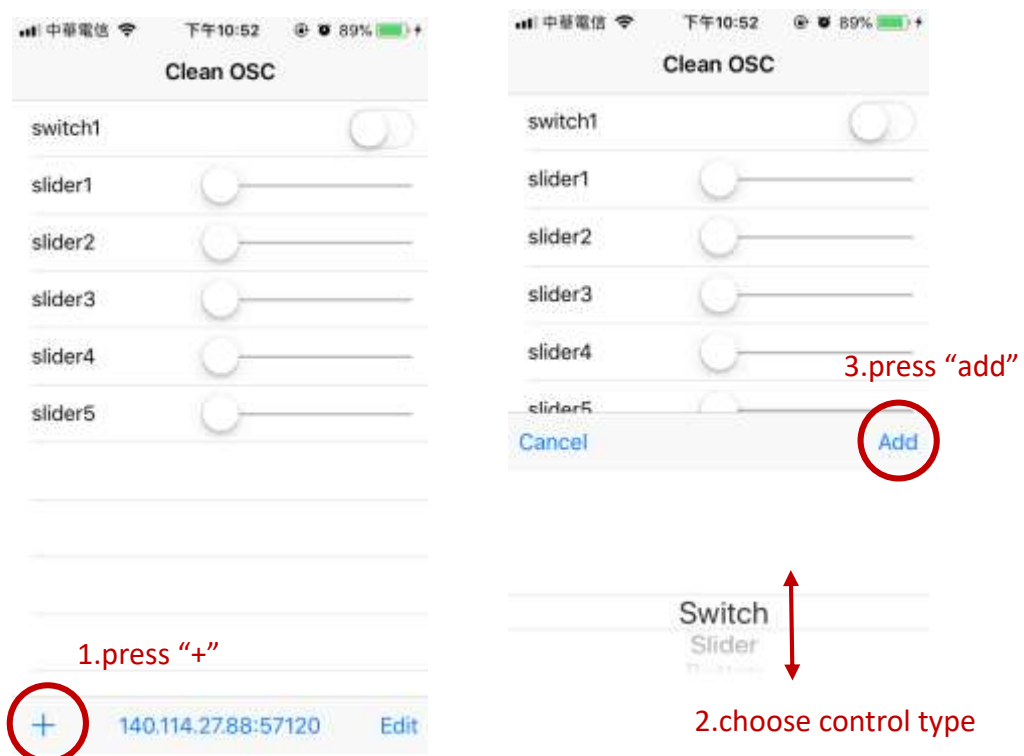 中華電信 下午10:52 89%
Clean OSC
switch1
slider1
slider2
slider3
slider4
slider5
1.press “+”
+ 140.114.27.88:57120 Edit
中華電信 下午10:52 89%
Clean OSC
switch1
slider1
slider2
slider3
slider4
3.press “add”
slider5
Cancel Add
Switch
Slider
2.choose control type